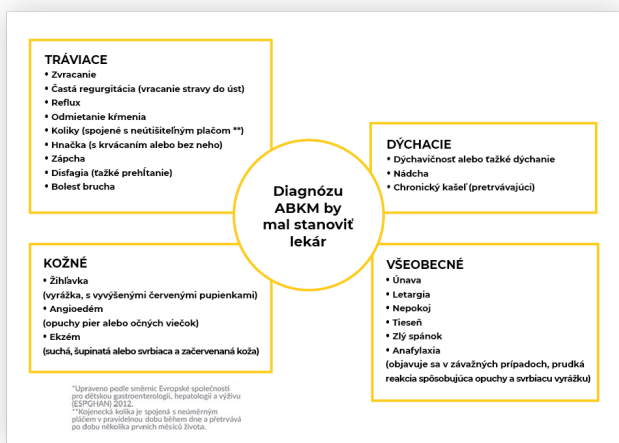 TRÁVIACE
• Zvracanie
• Častá regurgitácia (vracanie stravy do úst)
• Reflux
• Odmietanie kŕmenia
• Koliky (spojené s neútíšiteľným plačom **)
• Hnačka (s krvácaním alebo bez neho)
• Zápcha
• Disfagia (ťažké prehĺtanie)
• Bolesť brucha
DÝCHACIE
• Dýchavičnosť alebo ťažké dýchanie
• Nádcha
• Chronický kašeľ (pretrvávajúci)
Diagnózu
ABKM by
mal stanoviť
lekár
KOŽNÉ
• Žihľavka
(vyrážka, s vyvýšenými červenými pupienkami)
• Angioedém
(opuchy pier alebo očných viečok)
• Ekzém
(suchá, šupinatá alebo svrbiaca a začervenaná koža)
VŠEOBECNÉ
• Únava
• Letargia
• Nepokoj
• Tieseň
• Zlý spánok
• Anafylaxia
(objavuje sa v závažných prípadoch, prudká
reakcia spôsobujúca opuchy a svrbiacu vyrážku)
*Upraveno podle směrnic Evropské společnosti
pro dětskou gastroenterologii, hepatologii a výživu
(ESPGHAN) 2012.
**Kojenecká kolika je spojená s neúměrným
pláčem v pravidelnou dobu během dne a přetrvává
po dobu několika prvních měsíců života.